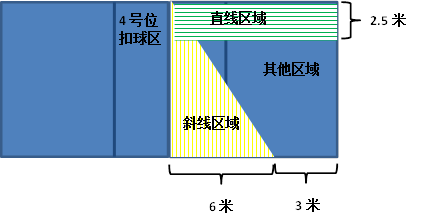 4号位
扣球区
直线区域
2.5 米
其他区域
斜线区域
6 米
3 米